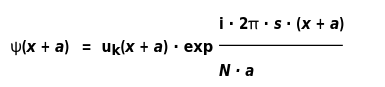 ψ(x + a) = uₖ(x + a) · exp i · 2π · s · (x + a)
N · a